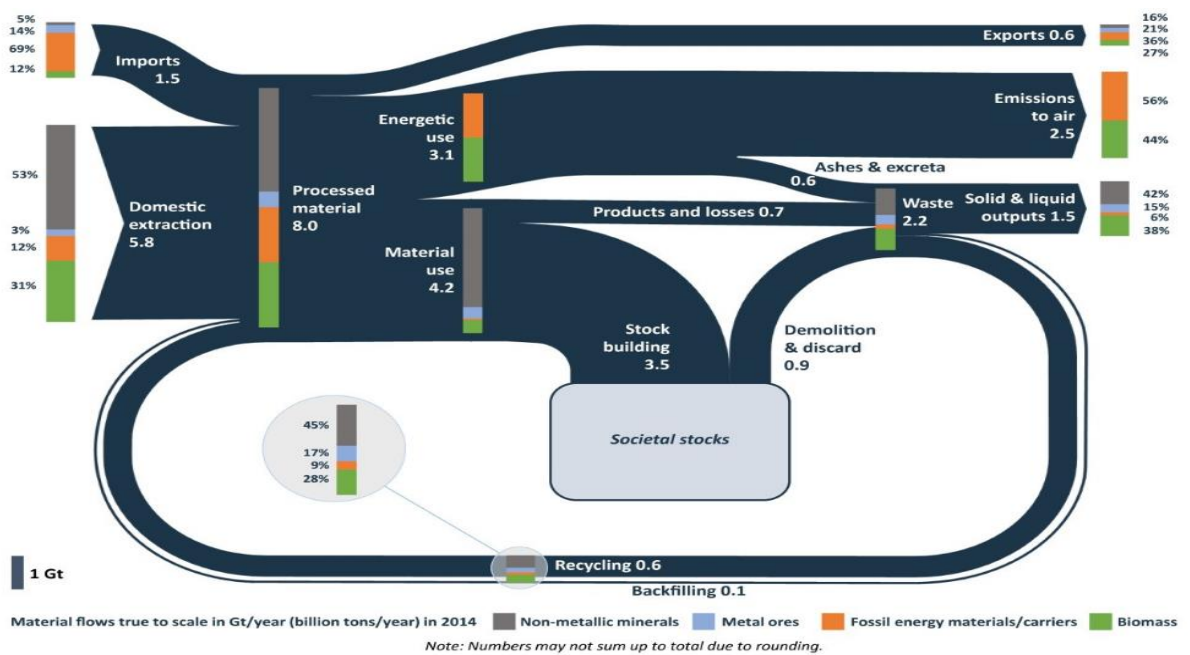 5%
14%
69%
12%
Imports
1.5
53%
3%
12%
31%
Domestic
extraction
5.8
Processed
material
8.0
Energetic
use
3.1
Material
use
4.2
Exports 0.6
16%
21%
36%
27%
Emissions
to air
2.5
56%
44%
Ashes & excreta
0.6
Products and losses 0.7
Waste
2.2
Solid & liquid
outputs 1.5
42%
15%
6%
38%
Stock
building
3.5
Demolition
& discard
0.9
Societal stocks
45%
17%
9%
28%
Recycling 0.6
Backfilling 0.1
1 Gt
Material flows true to scale in Gt/year (billion tons/year) in 2014 Non-metallic minerals Metal ores Fossil energy materials/carriers Biomass
Note: Numbers may not sum up to total due to rounding.